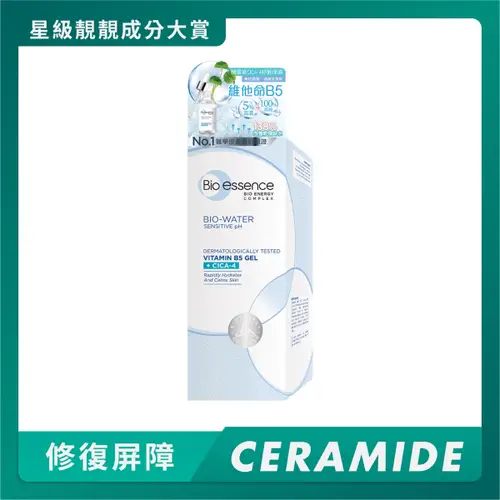 星級靚靚成分大賞
維他命B5
5%
100%
No.1
Bio essence
BIO ENERGY
COMPLEX
BIO-WATER
SENSITIVE pH
DERMATOLOGICALLY TESTED
VITAMIN B5 GEL
+ CICA-4
Rapidly Hydrates
And Calms Skin
修復屏障
CERAMIDE